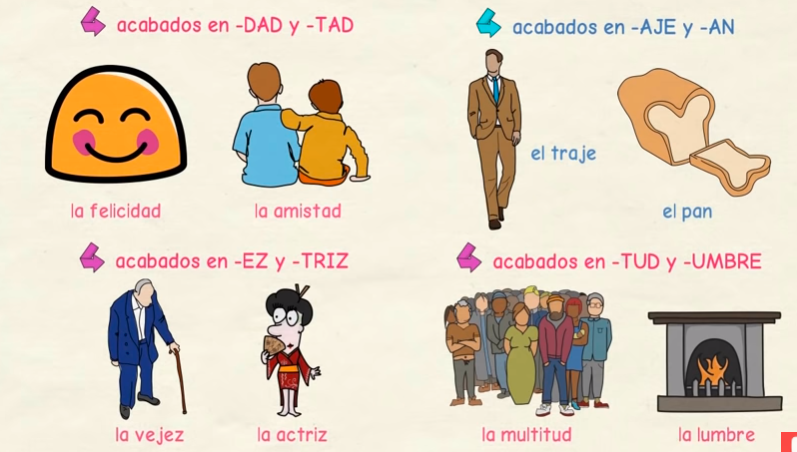 acabados en -DAD y -TAD
acabados en -AJE y -AN
el traje
la felicidad
la amistad
el pan
acabados en -EZ y -TRIZ
acabados en -TUD y -UMBRE
la vejez
la actriz
la multitud
la lumbre